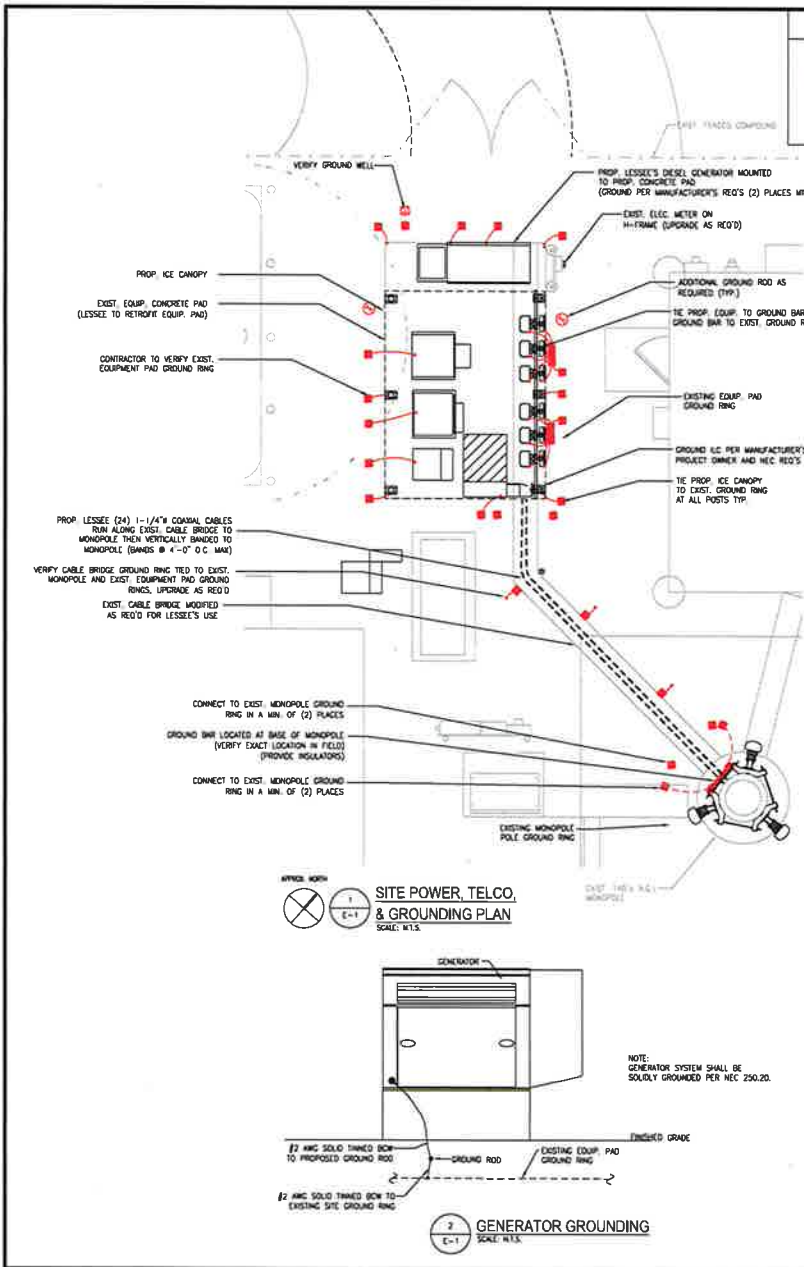 EXIST. FENCED COMPOUND
VERIFY GROUND WELL
PROP. LESSEE'S DIESEL GENERATOR MOUNTED
TO PROP. CONCRETE PAD
(GROUND PER MANUFACTURER'S REQ'S (2) PLACES
EXIST. ELEC. METER ON
H-FRAME (UPGRADE AS REQ'D)
PROP. ICE CANOPY
EXIST. EQUIP. CONCRETE PAD
(LESSEE TO RETROFIT EQUIP. PAD)
ADDITIONAL GROUND ROD AS
REQUIRED (TYP.)
TIE PROP. EQUIP. TO GROUND BAR
GROUND BAR TO EXIST. GROUND
CONTRACTOR TO VERIFY EXIST.
EQUIPMENT PAD GROUND RING
EXISTING EQUIP. PAD
GROUND RING
GROUND ILC PER MANUFACTURER'
PROJECT OWNER AND NEC REQ'S
TIE PROP. ICE CANOPY
TO EXIST. GROUND RING
AT ALL POSTS TYP.
PROP. LESSEE (24) 1-1/4"ø COAXIAL CABLES
RUN ALONG EXIST. CABLE BRIDGE TO
MONOPOLE THEN VERTICALLY BANDED TO
MONOPOLE (BANDS @ 4'-0" O.C. MAX)
VERIFY CABLE BRIDGE GROUND RING TIED TO EXIST.
MONOPOLE AND EXIST. EQUIPMENT PAD GROUND
RINGS, UPGRADE AS REQ'D
EXIST. CABLE BRIDGE MODIFIED
AS REQ'D FOR LESSEE'S USE
CONNECT TO EXIST. MONOPOLE GROUND
RING IN A MIN. OF (2) PLACES
GROUND BAR LOCATED AT BASE OF MONOPOLE
(VERIFY EXACT LOCATION IN FIELD)
(PROVIDE INSULATORS)
CONNECT TO EXIST. MONOPOLE GROUND
RING IN A MIN. OF (2) PLACES
EXISTING MONOPOLE
POLE GROUND RING
MONOPOLE
APPROX. NORTH
1
E-1
SITE POWER, TELCO,
& GROUNDING PLAN
SCALE: N.T.S.
GENERATOR
NOTE:
GENERATOR SYSTEM SHALL BE
SOLIDLY GROUNDED PER NEC 250.20.
FINISHED GRADE
#2 AWG SOLID TINNED BCW
TO PROPOSED GROUND ROD
GROUND ROD
EXISTING EQUIP. PAD
GROUND RING
#2 AWG SOLID TINNED BCW TO
EXISTING SITE GROUND RING
2
E-1
GENERATOR GROUNDING
SCALE: N.T.S.